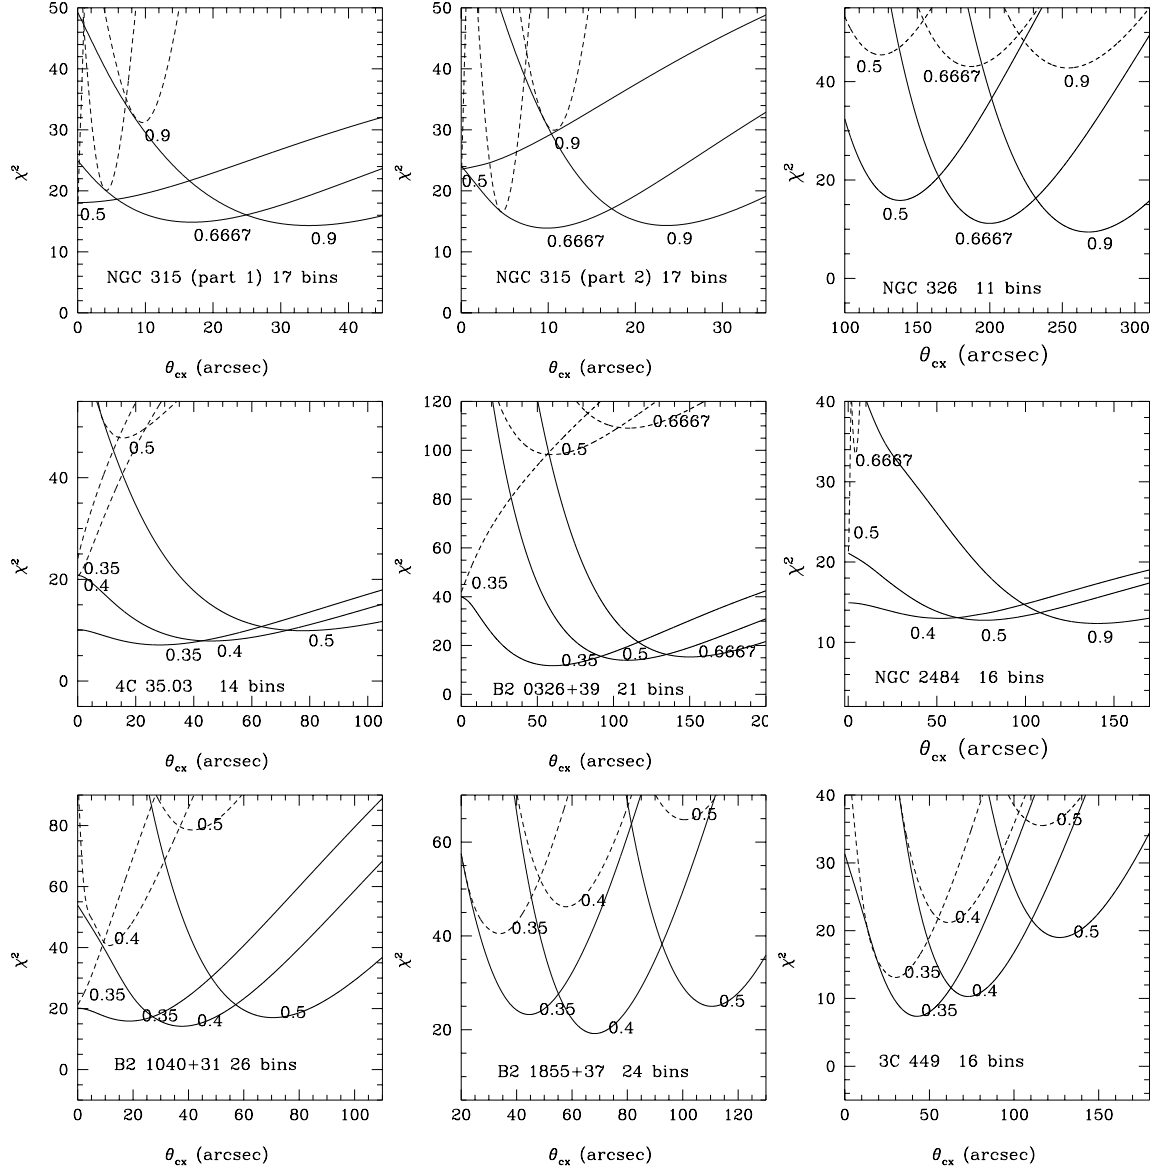 50 50
40 40 40
30 30
20 20 20
10 10
0 0 0
χ² χ² χ²
0.9 0.5 0.6667 0.9
0.5 0.6667 0.9
NGC 315 (part 1) 17 bins
0.9 0.5 0.6667 0.9
NGC 315 (part 2) 17 bins
0.5 0.6667 0.9
0.5 0.6667 0.9
NGC 326 11 bins
0 10 20 30 40
0 10 20 30
100 150 200 250 300
θcx (arcsec)
θcx (arcsec)
θcx (arcsec)
40 20 0
120 100 80 60 40 20 0
40 30 20 10
χ² χ² χ²
0.5
0.35
0.4
0.35 0.4 0.5
4C 35.03 14 bins
0.6667
0.5
0.35
0.35 0.5 0.6667
B2 0326+39 21 bins
0.6667
0.5
0.4 0.5 0.9
NGC 2484 16 bins
0 20 40 60 80 100
0 50 100 150 20
0 50 100 150
θcx (arcsec)
θcx (arcsec)
θcx (arcsec)
80 60 40 20 0
60 40 20
40 30 20 10 0
χ² χ² χ²
0.5
0.4
0.35
0.35 0.4 0.5
B2 1040+31 26 bins
0.5
0.4
0.35
0.35 0.4 0.5
B2 1855+37 24 bins
0.5
0.4
0.5
0.35
0.4
0.35
3C 449 16 bins
0 20 40 60 80 100
20 40 60 80 100 120
0 50 100 150
θcx (arcsec)
θcx (arcsec)
θcx (arcsec)